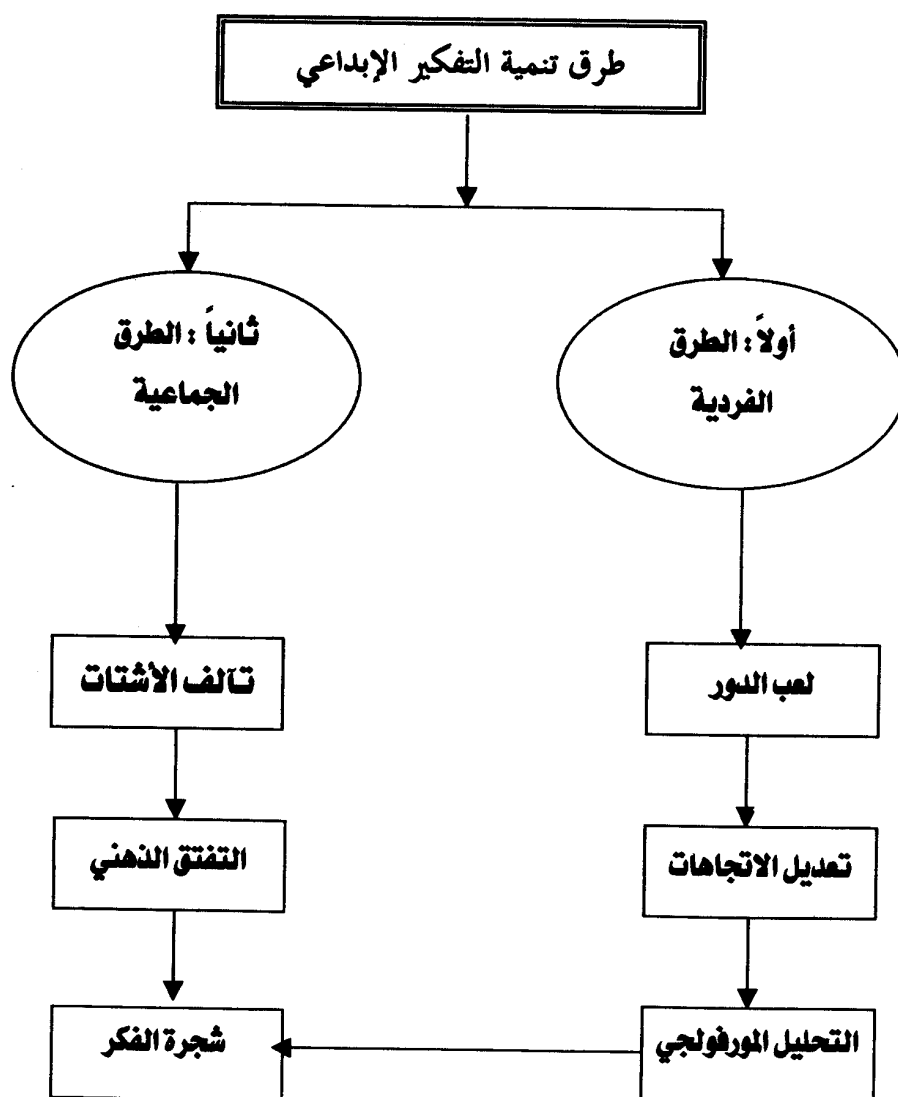 طرق تنمية التفكير الإبداعي
أولاً : الطرق
الفردية
ثانياً : الطرق
الجماعية
لعب الدور
تآلف الأشتات
تعديل الاتجاهات
التفتق الذهني
التحليل المورفولجي
شجرة الفكر